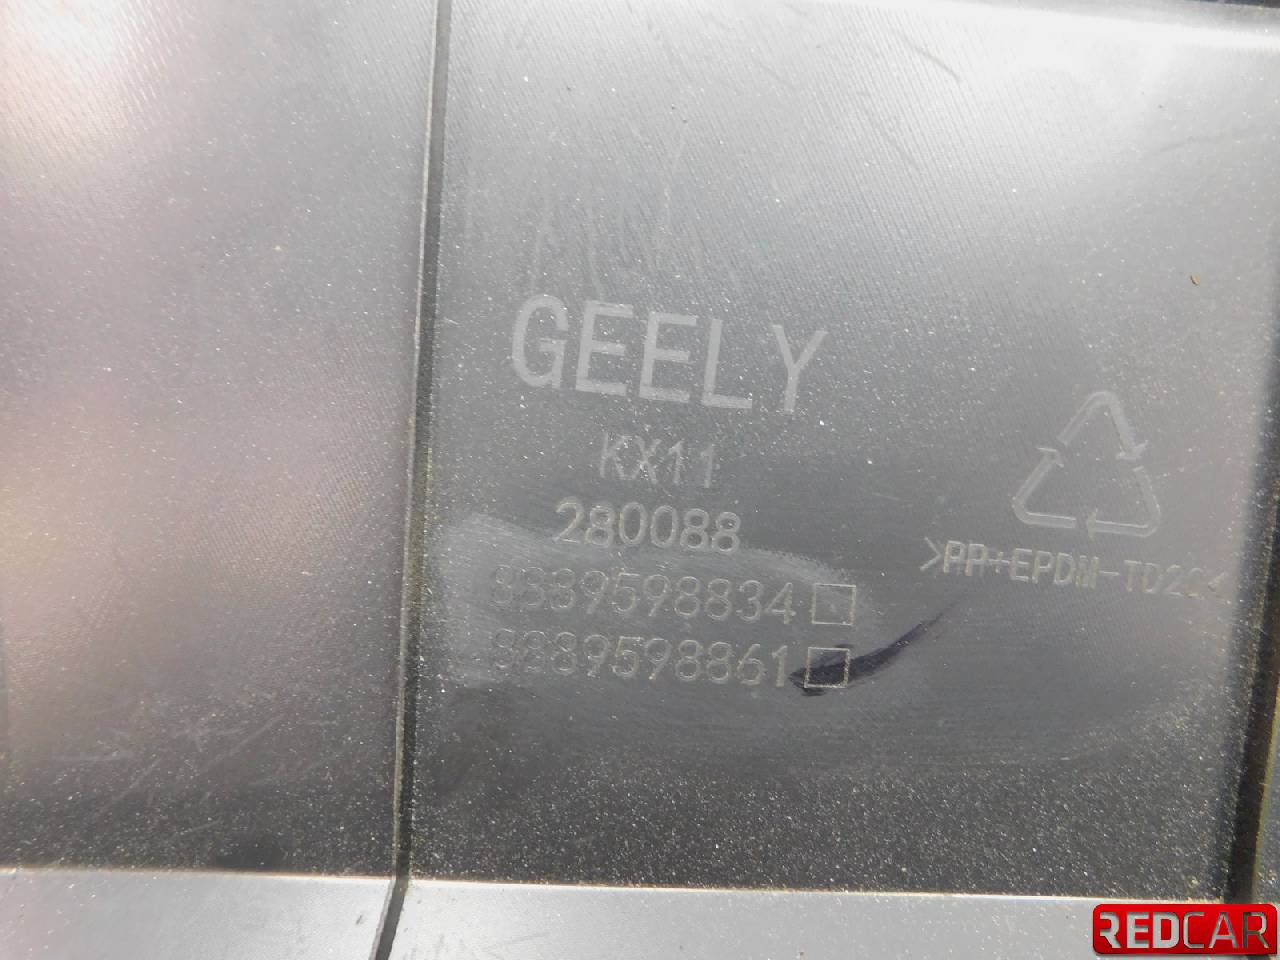 GEELY
KX11
280088
8889598834
8889598861
>PP+EPDM-TD20<
REDCAR